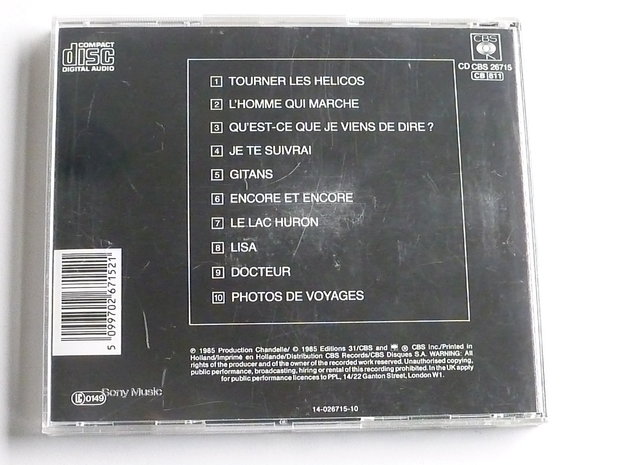 COMPACT
disc
DIGITAL AUDIO
CBS
CD CBS 26715
CB 811
1 TOURNER LES HELICOS
2 L'HOMME QUI MARCHE
3 QU'EST-CE QUE JE VIENS DE DIRE ?
4 JE TE SUIVRAI
5 GITANS
6 ENCORE ET ENCORE
7 LE LAC HURON
8 LISA
9 DOCTEUR
10 PHOTOS DE VOYAGES
5 099702 671521
℗ 1985 Production Chandelle/ © 1985 Editions 31/CBS and ® CBS Inc./Printed in
Holland/Imprimé en Hollande/Distribution CBS Records/CBS Disques S.A. WARNING: All
rights of the producer and of the owner of the recorded work reserved. Unauthorised copying,
public performance, broadcasting, hiring or rental of this recording prohibited. In the UK apply
for public performance licences to PPL, 14/22 Ganton Street, London W1.
LC 0149
Sony Music
14-026715-10